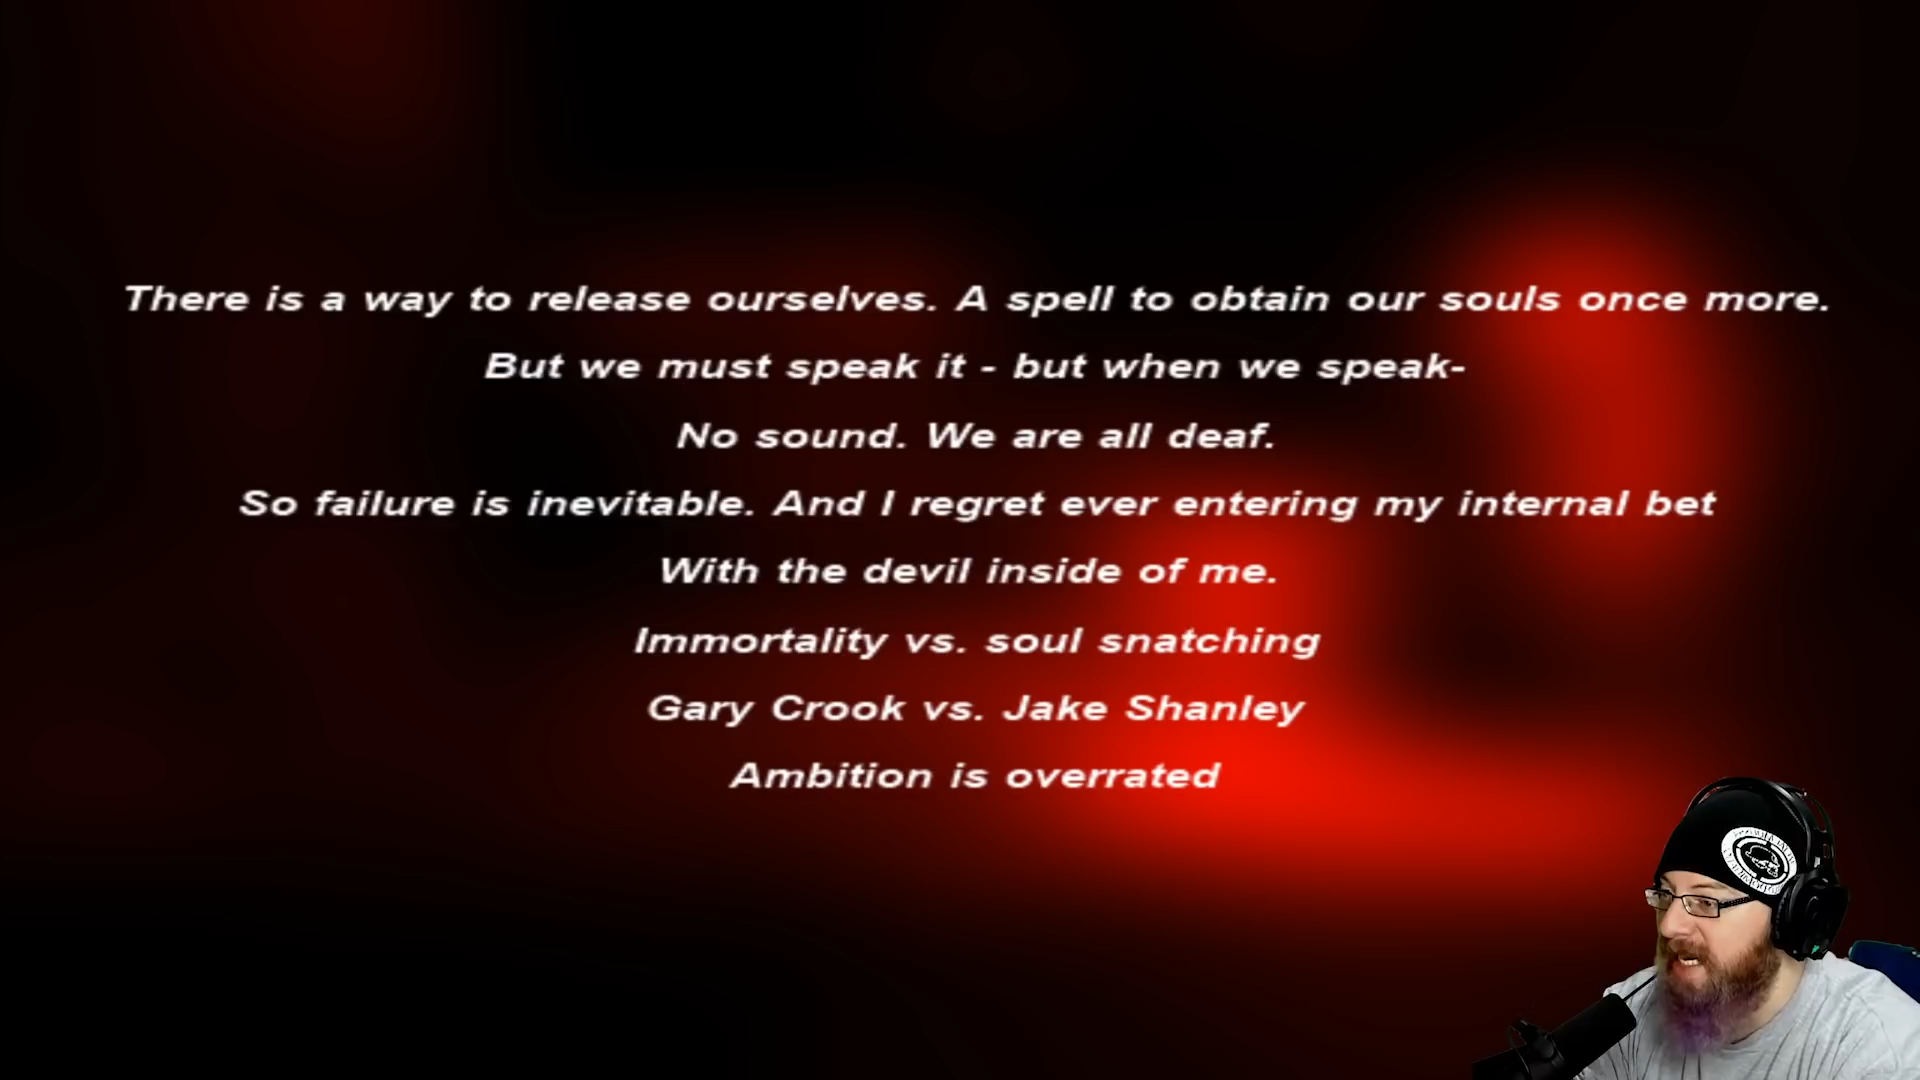 There is a way to release ourselves. A spell to obtain our souls once more.
But we must speak it - but when we speak-
No sound. We are all deaf.
So failure is inevitable. And I regret ever entering my internal bet
With the devil inside of me.
Immortality vs. soul snatching
Gary Crook vs. Jake Shanley
Ambition is overrated